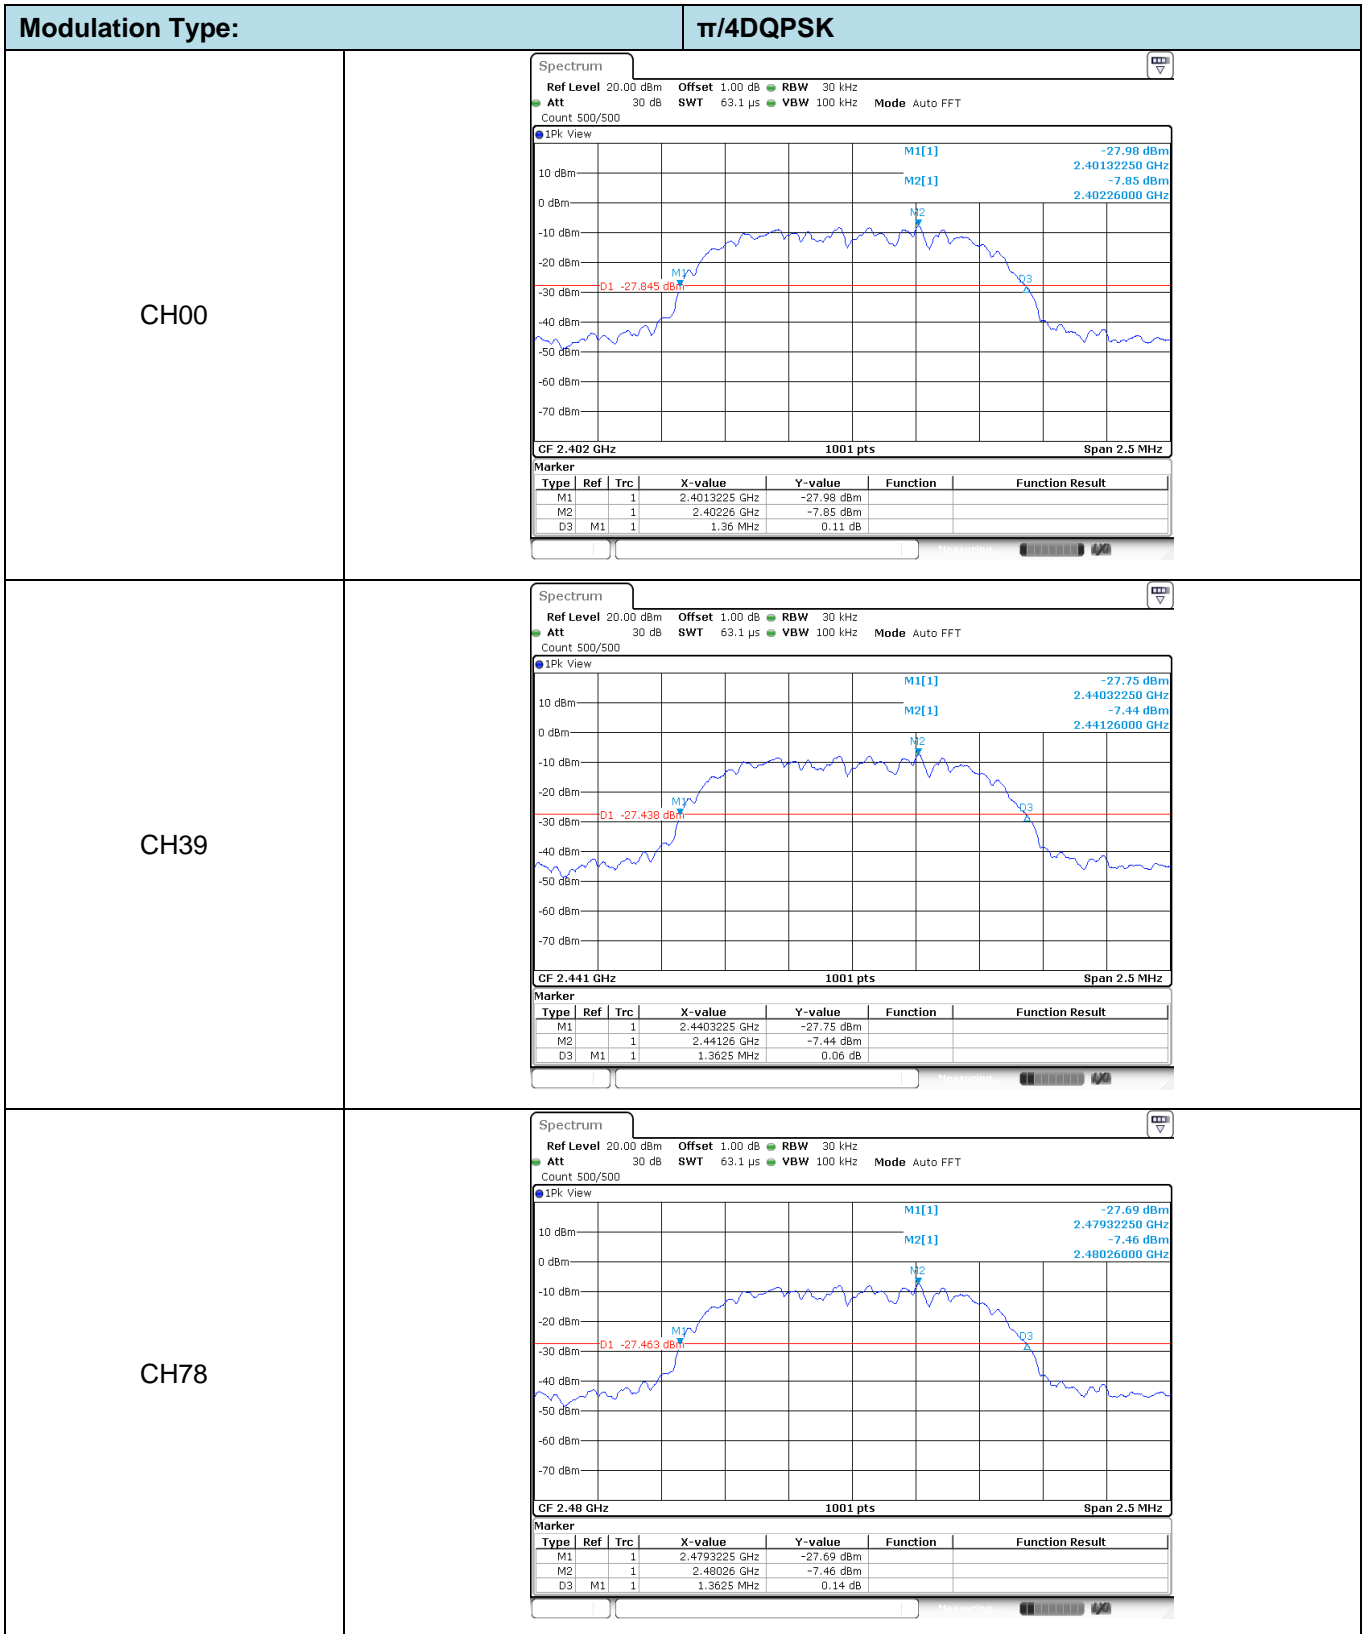 Modulation Type: π/4DQPSK
CH00
Spectrum
Ref Level 20.00 dBm Offset 1.00 dB RBW 30 kHz
Att 30 dB SWT 63.1 µs VBW 100 kHz Mode Auto FFT
Count 500/500
1Pk View
M1[1] -27.98 dBm
2.40132250 GHz
10 dBm
M2[1] -7.85 dBm
2.40226000 GHz
0 dBm
M2
-10 dBm
-20 dBm
M1
D3
D1 -27.845 dBm
-30 dBm
-40 dBm
-50 dBm
-60 dBm
-70 dBm
CF 2.402 GHz 1001 pts Span 2.5 MHz
Marker
Type Ref Trc X-value Y-value Function Function Result
M1 1 2.4013225 GHz -27.98 dBm
M2 1 2.40226 GHz -7.85 dBm
D3 M1 1 1.36 MHz 0.11 dB
Measuring...
CH39
Spectrum
Ref Level 20.00 dBm Offset 1.00 dB RBW 30 kHz
Att 30 dB SWT 63.1 µs VBW 100 kHz Mode Auto FFT
Count 500/500
1Pk View
M1[1] -27.75 dBm
2.44032250 GHz
10 dBm
M2[1] -7.44 dBm
2.44126000 GHz
0 dBm
M2
-10 dBm
-20 dBm
M1
D3
D1 -27.438 dBm
-30 dBm
-40 dBm
-50 dBm
-60 dBm
-70 dBm
CF 2.441 GHz 1001 pts Span 2.5 MHz
Marker
Type Ref Trc X-value Y-value Function Function Result
M1 1 2.4403225 GHz -27.75 dBm
M2 1 2.44126 GHz -7.44 dBm
D3 M1 1 1.3625 MHz 0.06 dB
Measuring...
CH78
Spectrum
Ref Level 20.00 dBm Offset 1.00 dB RBW 30 kHz
Att 30 dB SWT 63.1 µs VBW 100 kHz Mode Auto FFT
Count 500/500
1Pk View
M1[1] -27.69 dBm
2.47932250 GHz
10 dBm
M2[1] -7.46 dBm
2.48026000 GHz
0 dBm
M2
-10 dBm
-20 dBm
M1
D3
D1 -27.463 dBm
-30 dBm
-40 dBm
-50 dBm
-60 dBm
-70 dBm
CF 2.48 GHz 1001 pts Span 2.5 MHz
Marker
Type Ref Trc X-value Y-value Function Function Result
M1 1 2.4793225 GHz -27.69 dBm
M2 1 2.48026 GHz -7.46 dBm
D3 M1 1 1.3625 MHz 0.14 dB
Measuring...